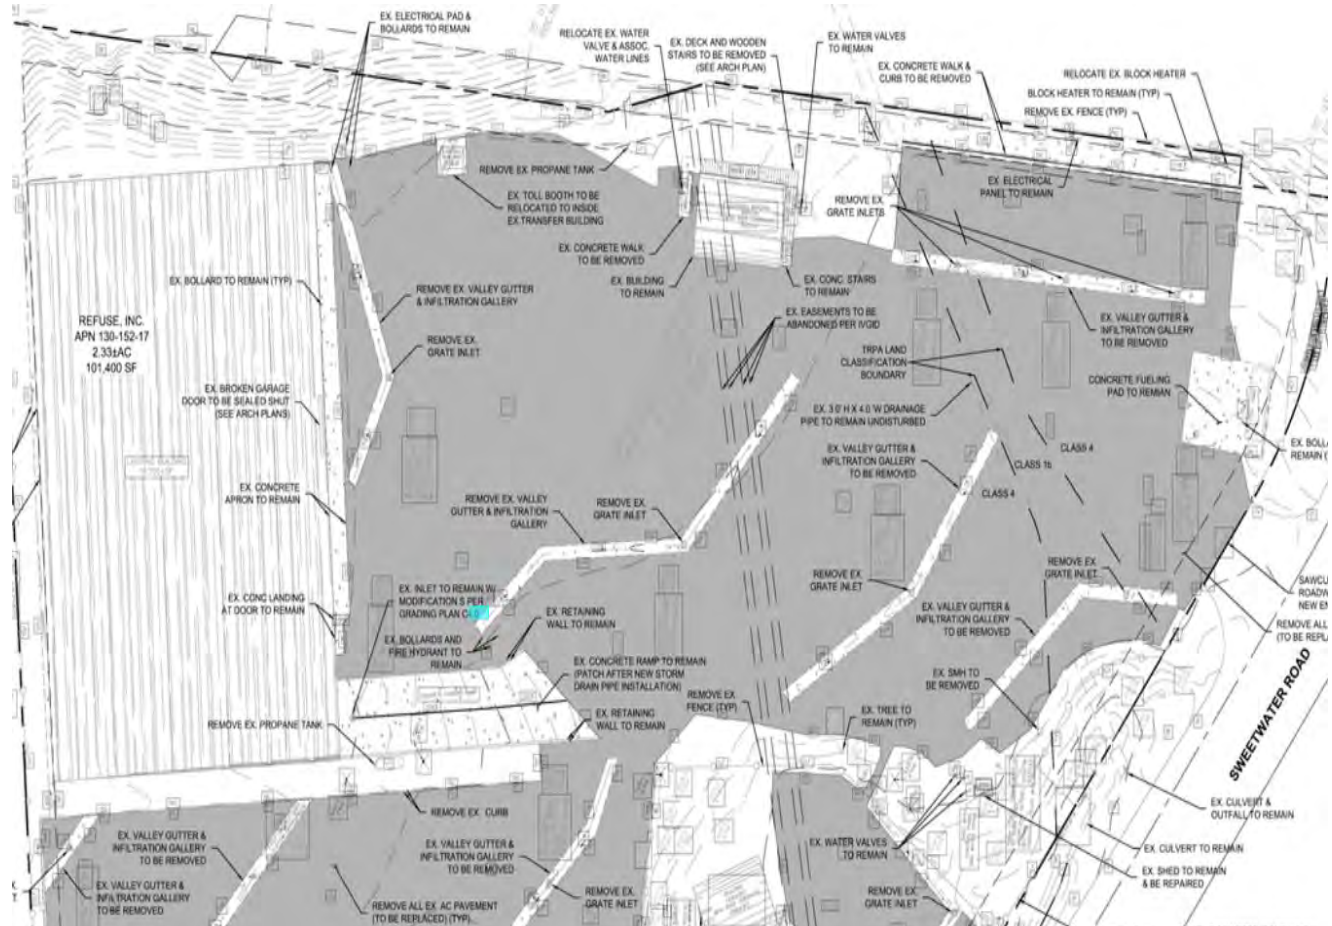 EX. ELECTRICAL PAD &
BOLLARDS TO REMAIN
RELOCATE EX. WATER
VALVE & ASSOC.
WATER LINES
EX. DECK AND WOODEN
STAIRS TO BE REMOVED
(SEE ARCH PLAN)
EX. WATER VALVES
TO REMAIN
EX. CONCRETE WALK &
CURB TO BE REMOVED
RELOCATE EX. BLOCK HEATER
BLOCK HEATER TO REMAIN (TYP)
REMOVE EX. FENCE (TYP)
REMOVE EX. PROPANE TANK
EX. TOLL BOOTH TO BE
RELOCATED TO INSIDE
EX.TRANSFER BUILDING
EX. ELECTRICAL
PANEL TO REMAIN
REMOVE EX.
GRATE INLETS
EX. CONCRETE WALK
TO BE REMOVED
EX. BUILDING
TO REMAIN
EX. CONC. STAIRS
TO REMAIN
EX. BOLLARD TO REMAIN (TYP)
REMOVE EX. VALLEY GUTTER
& INFILTRATION GALLERY
REFUSE, INC.
APN 130-152-17
2.33±AC
101,400 SF
REMOVE EX.
GRATE INLET
EX. EASEMENTS TO BE
ABANDONED PER IVGID
EX. VALLEY GUTTER &
INFILTRATION GALLERY
TO BE REMOVED
TRPA LAND
CLASSIFICATION
BOUNDARY
CONCRETE FUELING
PAD TO REMIAN
EX. BROKEN GARAGE
DOOR TO BE SEALED SHUT
(SEE ARCH PLANS)
EX. 3.0' H X 4.0 'W DRAINAGE
PIPE TO REMAIN UNDISTURBED
EX. BOLLA
REMAIN (
EX. VALLEY GUTTER &
INFILTRATION GALLERY
TO BE REMOVED
CLASS 4
CLASS 1b
CLASS 4
EX. CONCRETE
APRON TO REMAIN
REMOVE EX. VALLEY
GUTTER & INFILTRATION
GALLERY
REMOVE EX.
GRATE INLET
REMOVE EX.
GRATE INLET
REMOVE EX.
GRATE INLET
EX. CONC LANDING
AT DOOR TO REMAIN
EX. INLET TO REMAIN W/
MODIFICATIONS PER
GRADING PLAN
EX. RETAINING
WALL TO REMAIN
EX. VALLEY GUTTER &
INFILTRATION GALLERY
TO BE REMOVED
SAWCU
ROADW
NEW EN
REMOVE ALL
(TO BE REPLA
EX. BOLLARDS AND
FIRE HYDRANT TO
REMAIN
EX. CONCRETE RAMP TO REMAIN
(PATCH AFTER NEW STORM
DRAIN PIPE INSTALLATION)
EX. SMH TO
BE REMOVED
REMOVE EX.
FENCE (TYP)
EX. TREE TO
REMAIN (TYP)
EX. RETAINING
WALL TO REMAIN
REMOVE EX. PROPANE TANK
SWEETWATER ROAD
REMOVE EX. CURB
EX. CULVERT &
OUTFALL TO REMAIN
EX. VALLEY GUTTER &
INFILTRATION GALLERY
TO BE REMOVED
EX. VALLEY GUTTER &
INFILTRATION GALLERY
TO BE REMOVED
EX. WATER VALVES
TO REMAIN
EX. CULVERT TO REMAIN
EX. SHED TO REMAIN
& BE REPAIRED
EX. VALLEY GUTTER &
INFILTRATION GALLERY
TO BE REMOVED
REMOVE ALL EX. AC PAVEMENT
(TO BE REPLACED) (TYP)
REMOVE EX.
GRATE INLET
REMOVE EX.
GRATE INLET